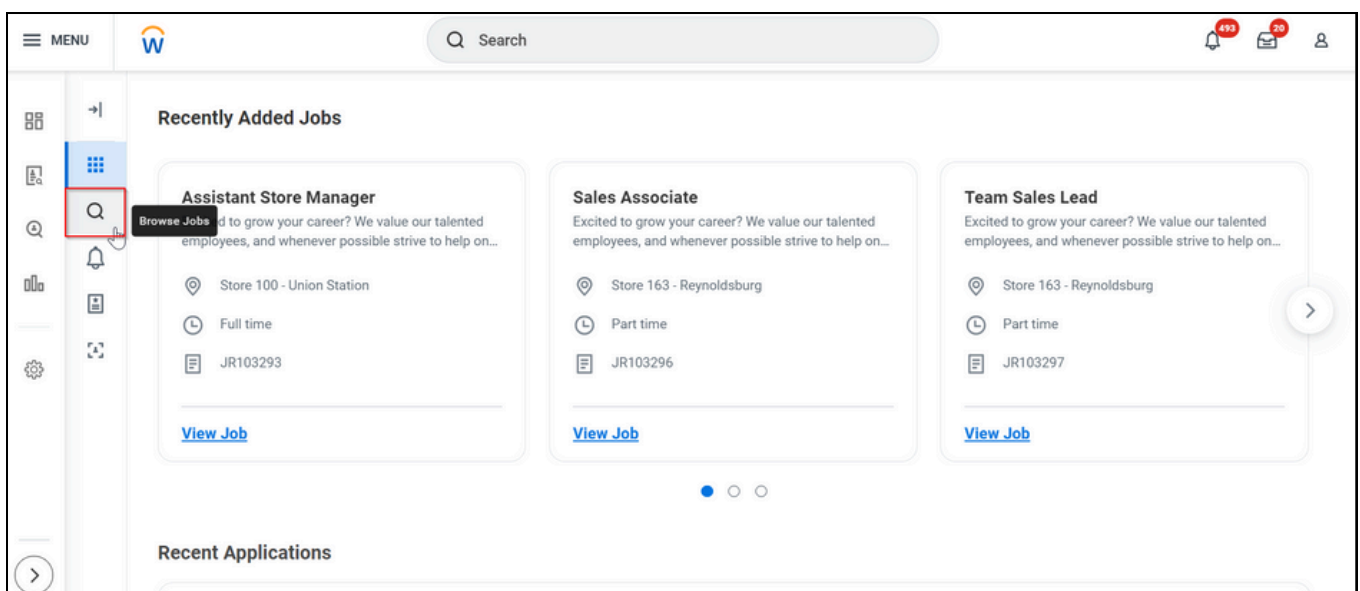 MENU
Search
493
20
Recently Added Jobs
Browse Jobs
Assistant Store Manager
d to grow your career? We value our talented
employees, and whenever possible strive to help on...
Store 100 - Union Station
Full time
JR103293
View Job
Sales Associate
Excited to grow your career? We value our talented
employees, and whenever possible strive to help on...
Store 163 - Reynoldsburg
Part time
JR103296
View Job
Team Sales Lead
Excited to grow your career? We value our talented
employees, and whenever possible strive to help on...
Store 163 - Reynoldsburg
Part time
JR103297
View Job
Recent Applications